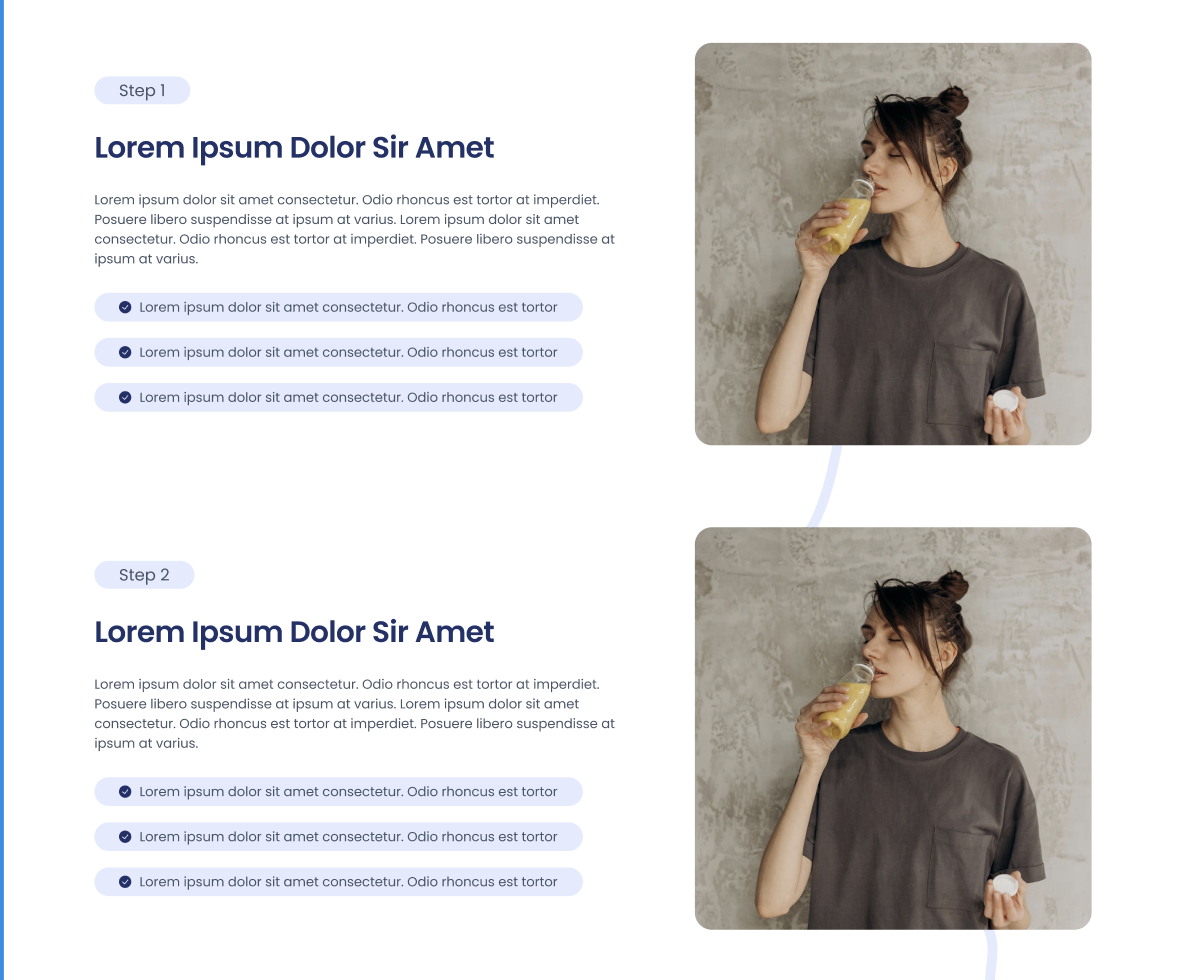 Step 1
Lorem Ipsum Dolor Sir Amet
Lorem ipsum dolor sit amet consectetur. Odio rhoncus est tortor at imperdiet.
Posuere libero suspendisse at ipsum at varius. Lorem ipsum dolor sit amet
consectetur. Odio rhoncus est tortor at imperdiet. Posuere libero suspendisse at
ipsum at varius.
Lorem ipsum dolor sit amet consectetur. Odio rhoncus est tortor
Lorem ipsum dolor sit amet consectetur. Odio rhoncus est tortor
Lorem ipsum dolor sit amet consectetur. Odio rhoncus est tortor
Step 2
Lorem Ipsum Dolor Sir Amet
Lorem ipsum dolor sit amet consectetur. Odio rhoncus est tortor at imperdiet.
Posuere libero suspendisse at ipsum at varius. Lorem ipsum dolor sit amet
consectetur. Odio rhoncus est tortor at imperdiet. Posuere libero suspendisse at
ipsum at varius.
Lorem ipsum dolor sit amet consectetur. Odio rhoncus est tortor
Lorem ipsum dolor sit amet consectetur. Odio rhoncus est tortor
Lorem ipsum dolor sit amet consectetur. Odio rhoncus est tortor